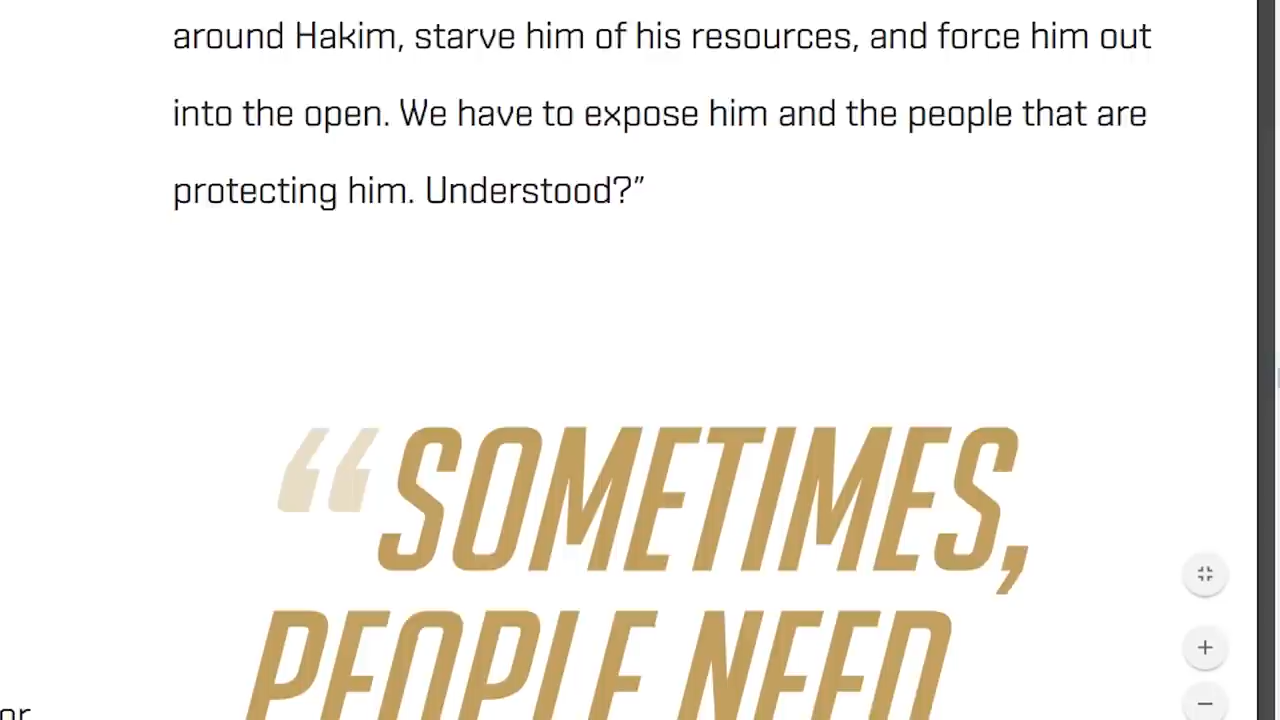 around Hakim, starve him of his resources, and force him out
into the open. We have to expose him and the people that are
protecting him. Understood?”
“SOMETIMES,
PEOPLE NEED
or